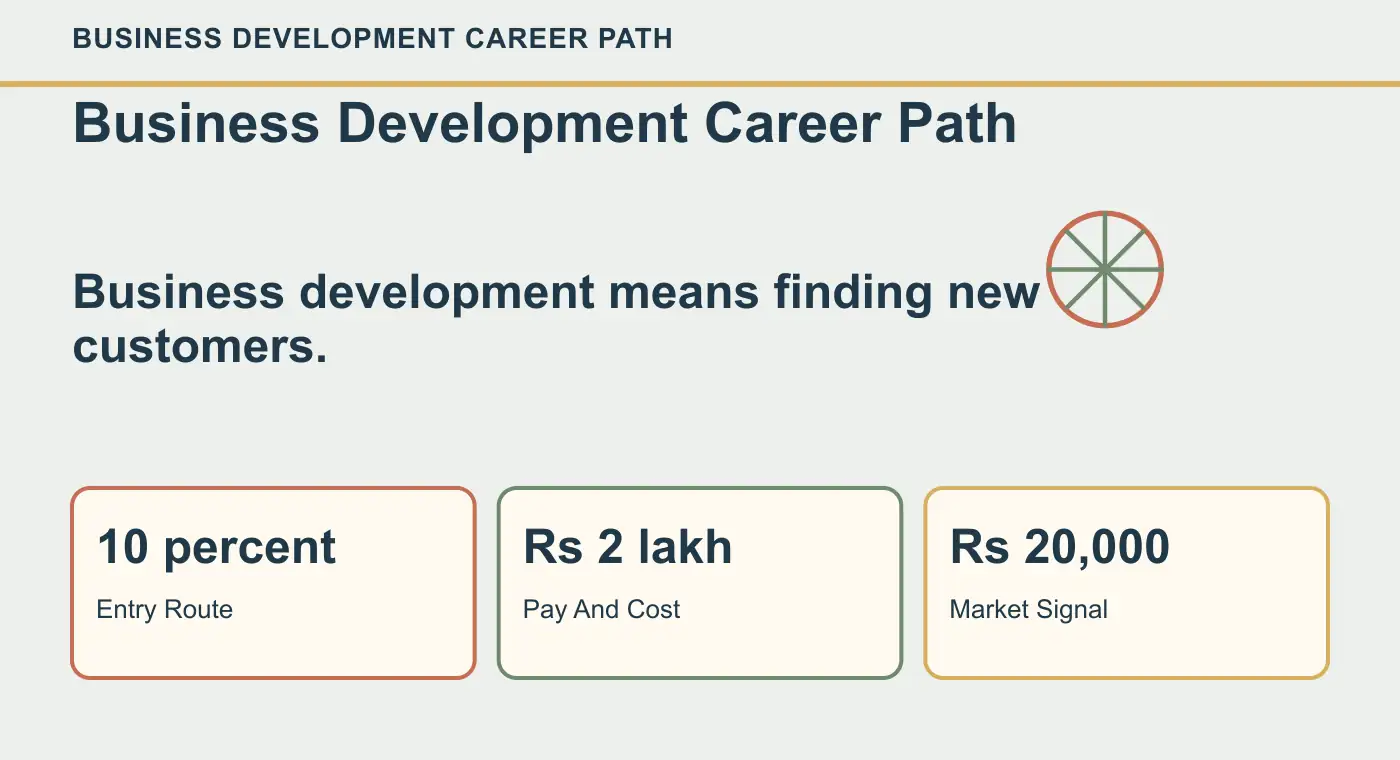 BUSINESS DEVELOPMENT CAREER PATH
Business Development Career Path
Business development means finding new
customers.
10 percent
Entry Route
Rs 2 lakh
Pay And Cost
Rs 20,000
Market Signal